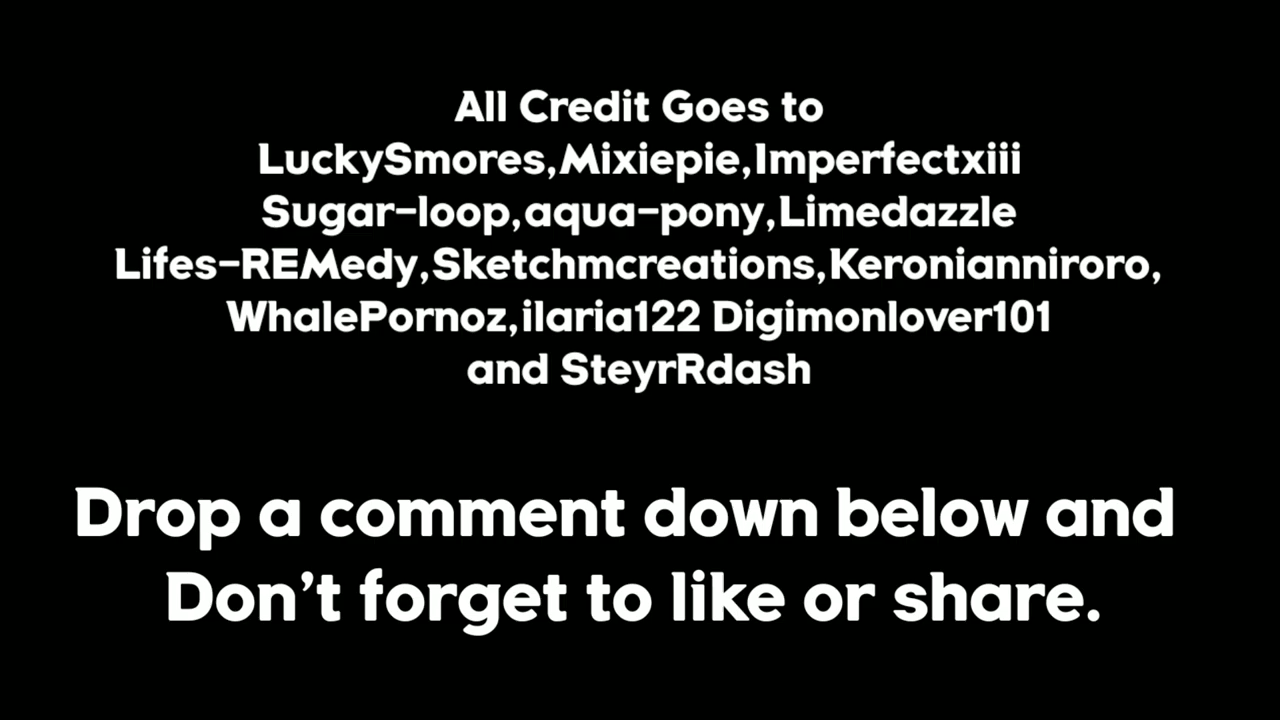 All Credit Goes to
LuckySmores,Mixiepie,Imperfectxiii
Sugar-loop,aqua-pony,Limedazzle
Lifes-REMedy,Sketchmcreations,Keronianniroro,
WhalePornoz,ilaria122 Digimonlover101
and SteyrRdash
Drop a comment down below and
Don't forget to like or share.